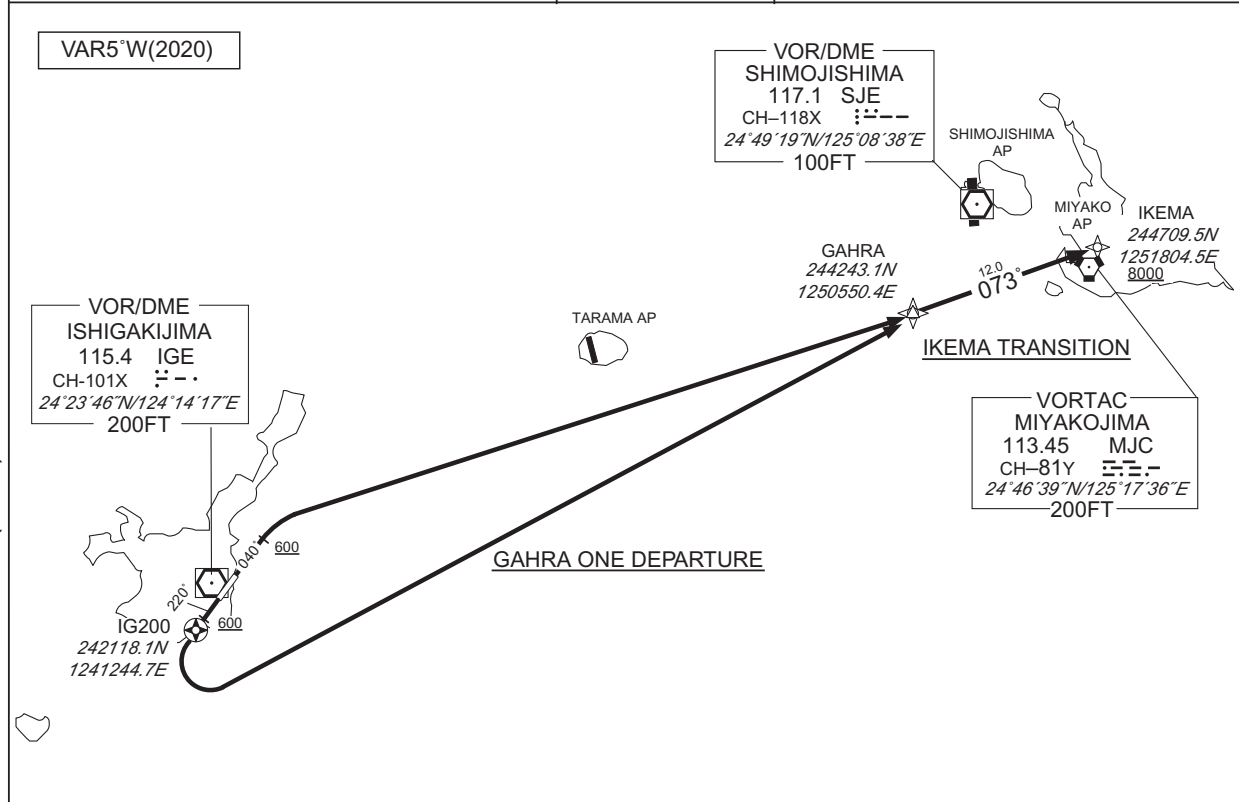 VAR5°W(2020)
VOR/DME
SHIMOJISHIMA
117.1 SJE
CH–118X
24°49´19˝N/125°08´38˝E
100FT
SHIMOJISHIMA
AP
MIYAKO
AP
IKEMA
244709.5N
1251804.5E
8000
GAHRA
244243.1N
1250550.4E
12.0
073°
IKEMA TRANSITION
TARAMA AP
VOR/DME
ISHIGAKIJIMA
115.4 IGE
CH-101X
24°23´46˝N/124°14´17˝E
200FT
VORTAC
MIYAKOJIMA
113.45 MJC
CH–81Y
24°46´39˝N/125°17´36˝E
200FT
GAHRA ONE DEPARTURE
040°
600
220°
600
IG200
242118.1N
1241244.7E